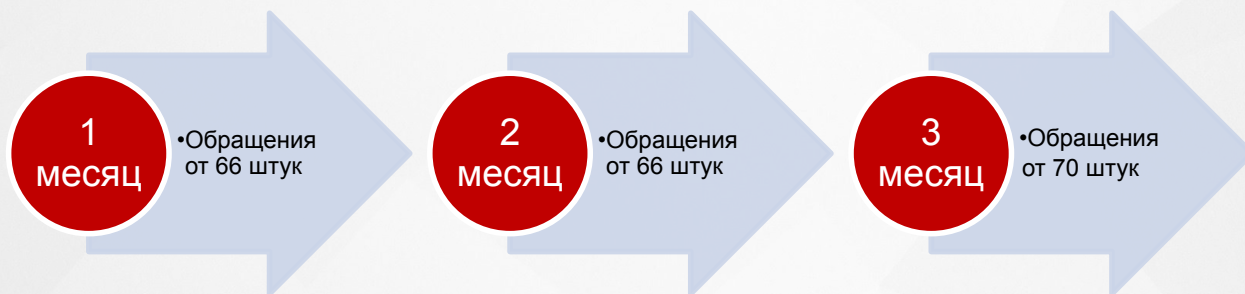 1
месяц
•Обращения
от 66 штук
2
месяц
•Обращения
от 66 штук
3
месяц
•Обращения
от 70 штук